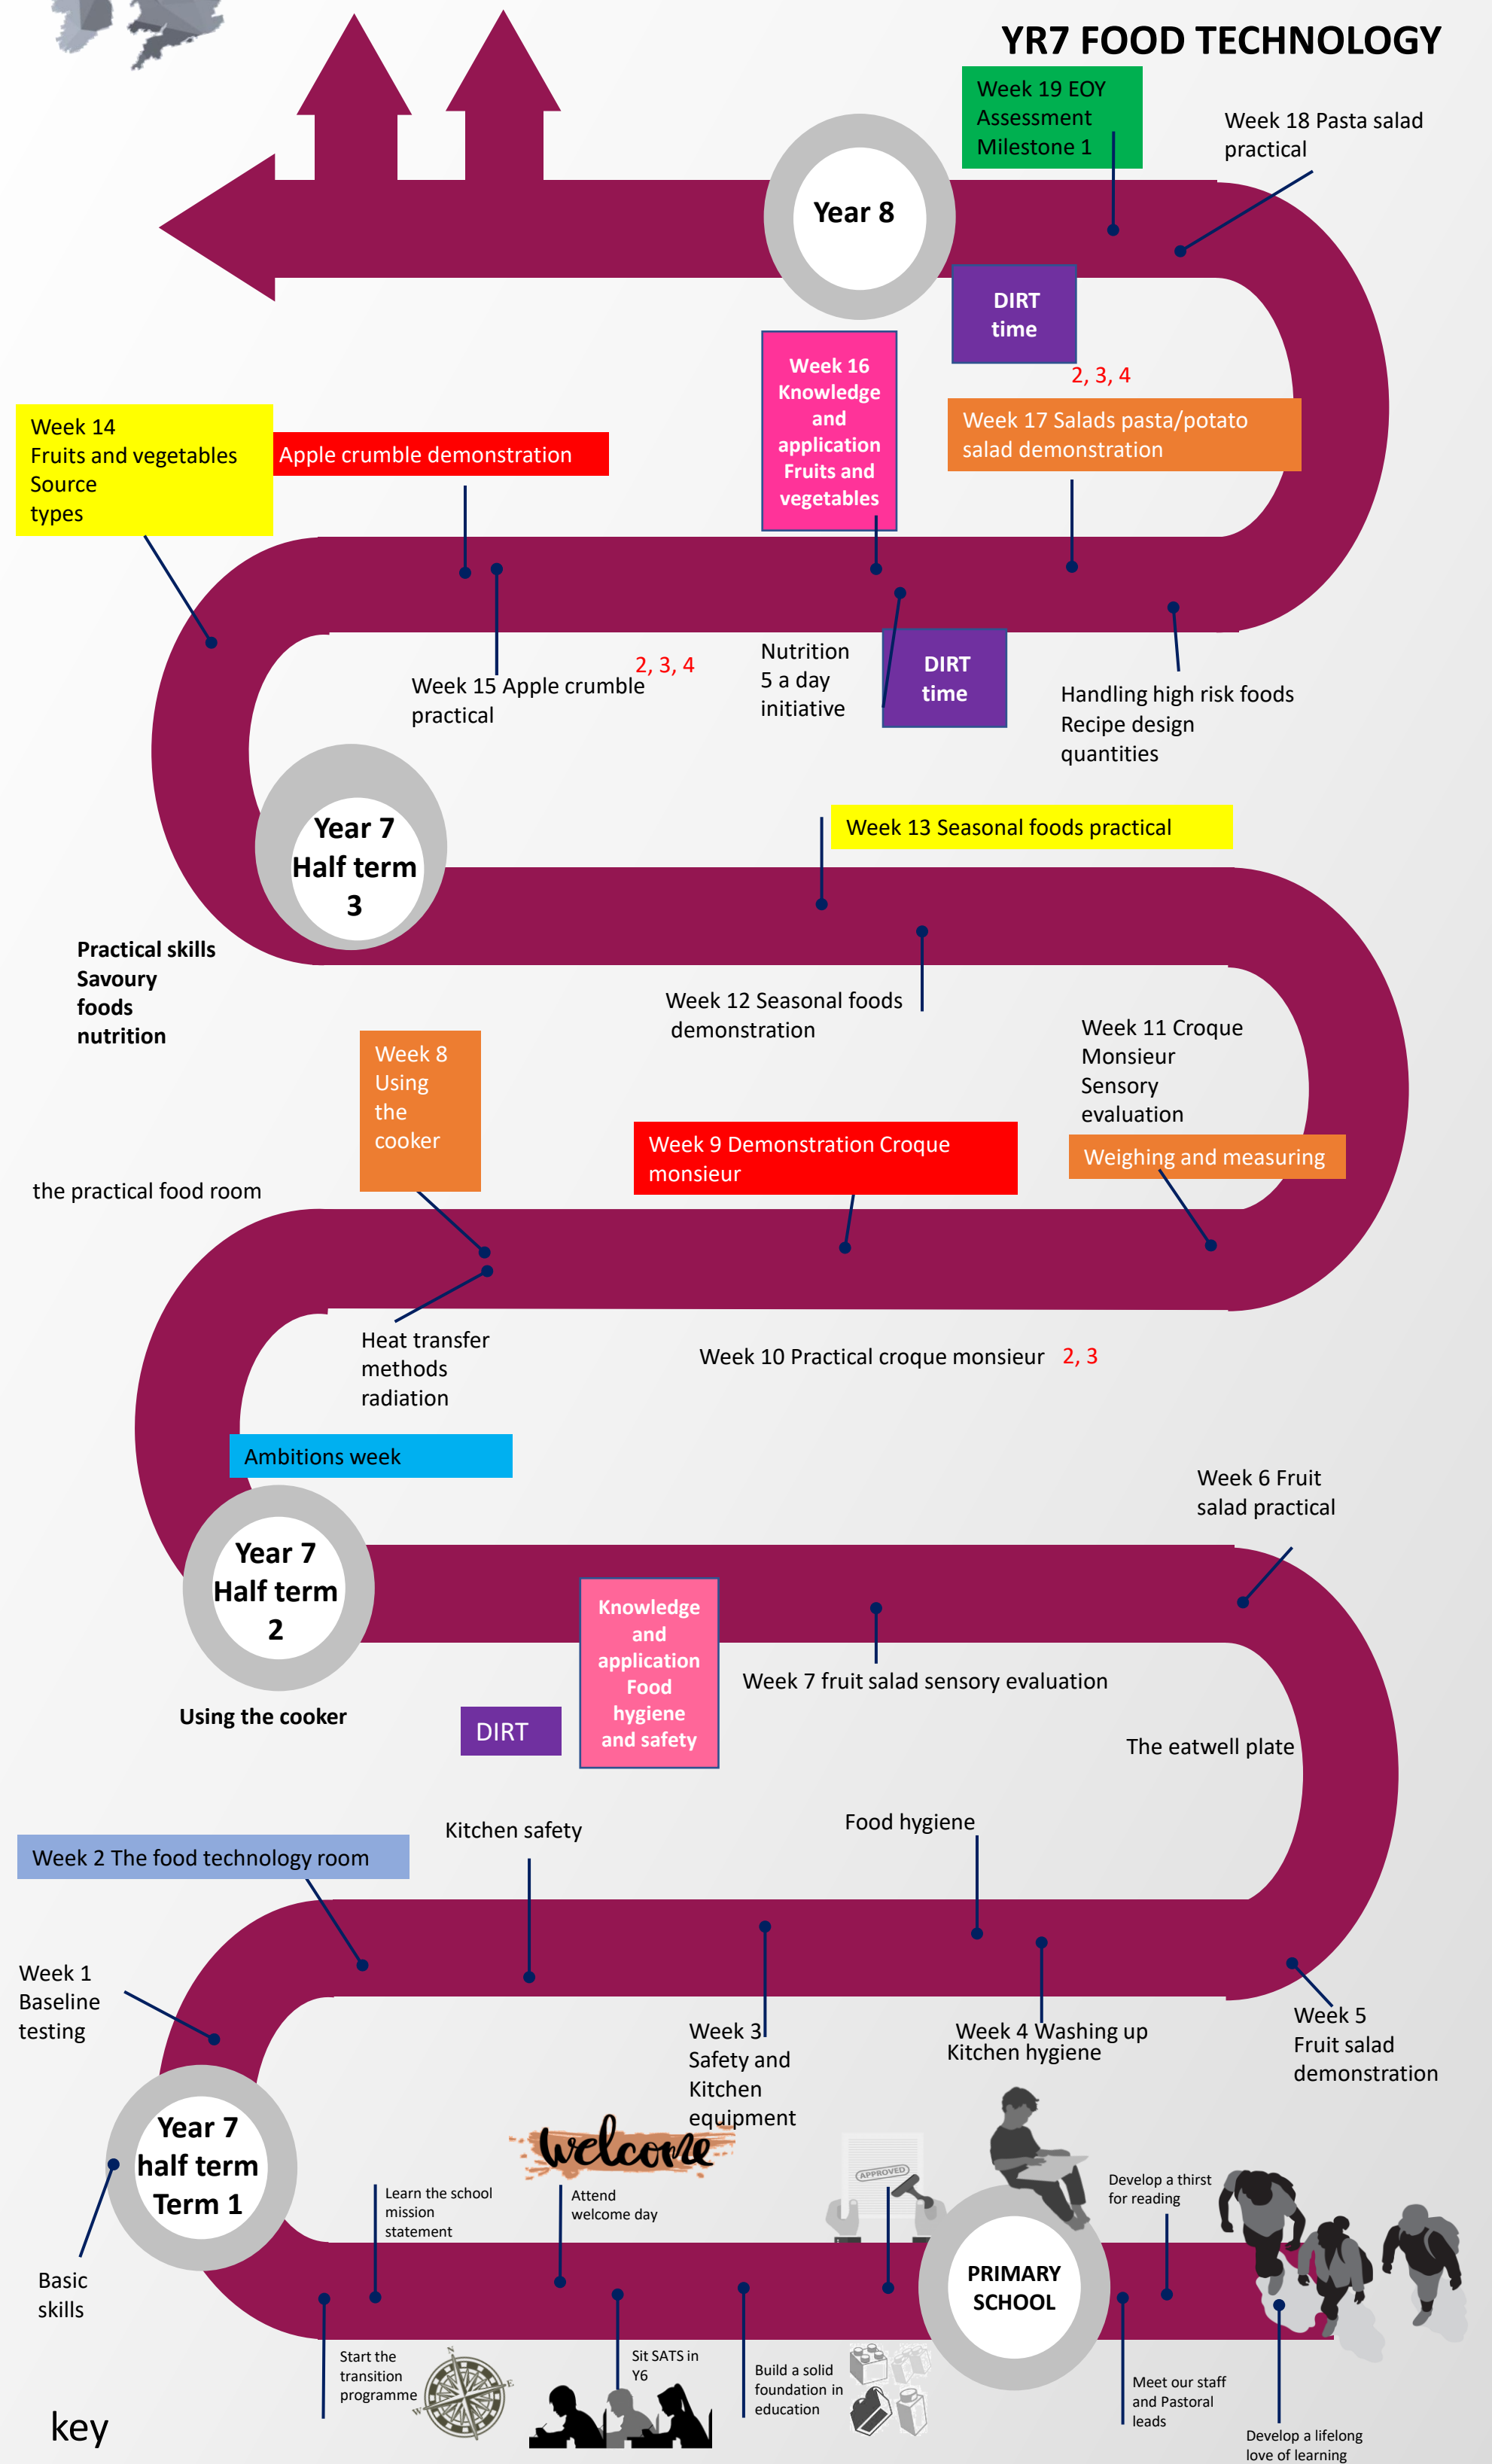 YR7 FOOD TECHNOLOGY
Week 19 EOY
Assessment
Milestone 1
Week 18 Pasta salad
practical
Year 8
DIRT
time
2, 3, 4
Week 16
Knowledge
and
application
Fruits and
vegetables
Week 17 Salads pasta/potato
salad demonstration
Week 14
Fruits and vegetables
Source
types
Apple crumble demonstration
2, 3, 4
Week 15 Apple crumble
practical
Nutrition
5 a day
initiative
DIRT
time
Handling high risk foods
Recipe design
quantities
Year 7
Half term
3
Week 13 Seasonal foods practical
Practical skills
Savoury
foods
nutrition
Week 12 Seasonal foods
demonstration
Week 11 Croque
Monsieur
Sensory
evaluation
Week 8
Using
the
cooker
Week 9 Demonstration Croque
monsieur
Weighing and measuring
the practical food room
Heat transfer
methods
radiation
Week 10 Practical croque monsieur 2, 3
Ambitions week
Week 6 Fruit
salad practical
Year 7
Half term
2
Knowledge
and
application
Food
hygiene
and safety
Week 7 fruit salad sensory evaluation
Using the cooker
DIRT
The eatwell plate
Kitchen safety
Food hygiene
Week 2 The food technology room
Week 1
Baseline
testing
Week 3
Safety and
Kitchen
equipment
Week 4 Washing up
Kitchen hygiene
Week 5
Fruit salad
demonstration
Year 7
half term
Term 1
welcome
APPROVED
Learn the school
mission
statement
Attend
welcome day
Develop a thirst
for reading
PRIMARY
SCHOOL
Basic
skills
Start the
transition
programme
N
E
S
W
Sit SATS in
Y6
Build a solid
foundation in
education
Meet our staff
and Pastoral
leads
Develop a lifelong
love of learning
key